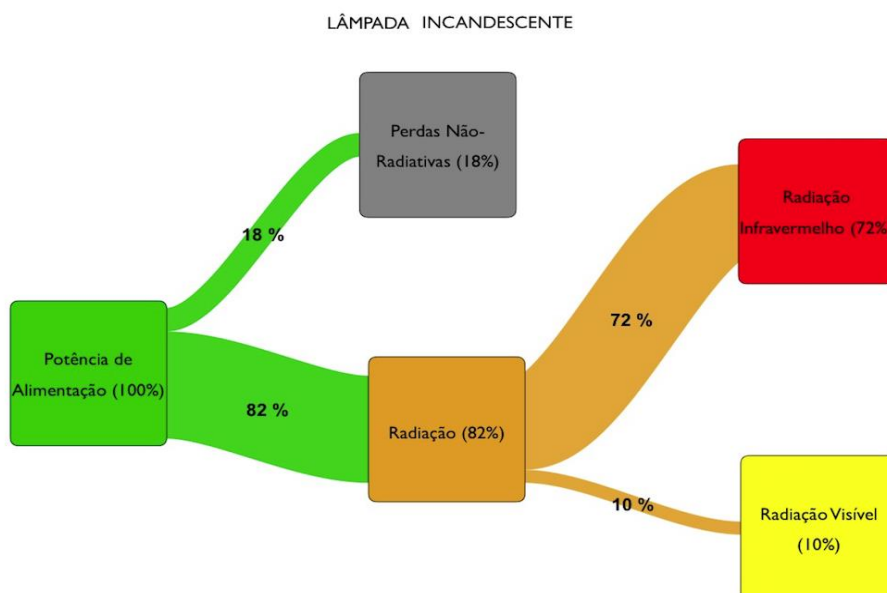 LÂMPADA INCANDESCENTE
Perdas Não-
Radiativas (18%)
Radiação
Infravermelho (72%
18 %
72 %
Potência de
Alimentação (100%)
82 %
Radiação (82%)
10 %
Radiação Visível
(10%)